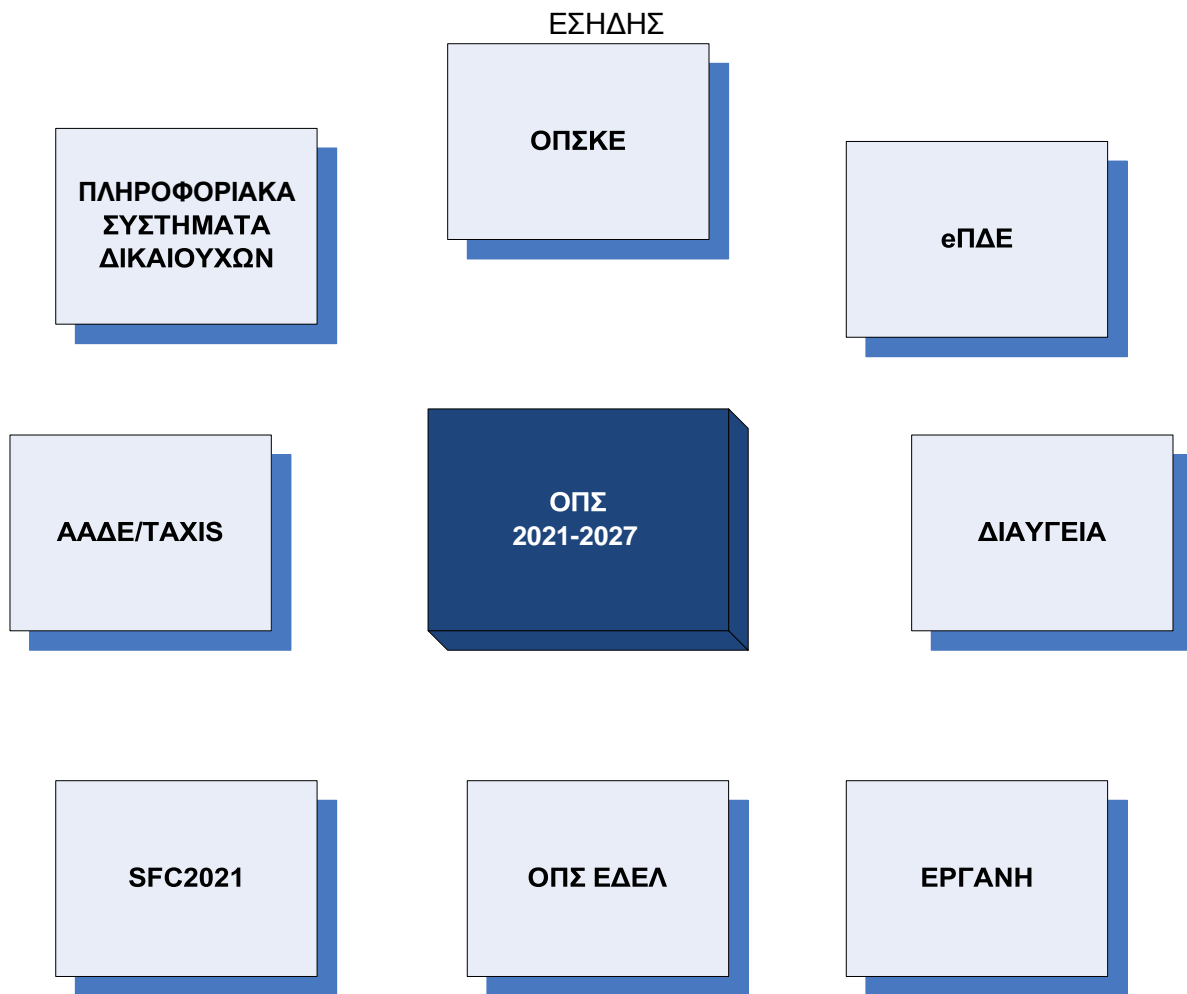 ΕΣΗΔΗΣ
ΟΠΣΚΕ
ΠΛΗΡΟΦΟΡΙΑΚΑ
ΣΥΣΤΗΜΑΤΑ
ΔΙΚΑΙΟΥΧΩΝ
eΠΔΕ
ΑΑΔΕ/TAXIS
ΟΠΣ
2021-2027
ΔΙΑΥΓΕΙΑ
SFC2021
ΟΠΣ ΕΔΕΛ
ΕΡΓΑΝΗ